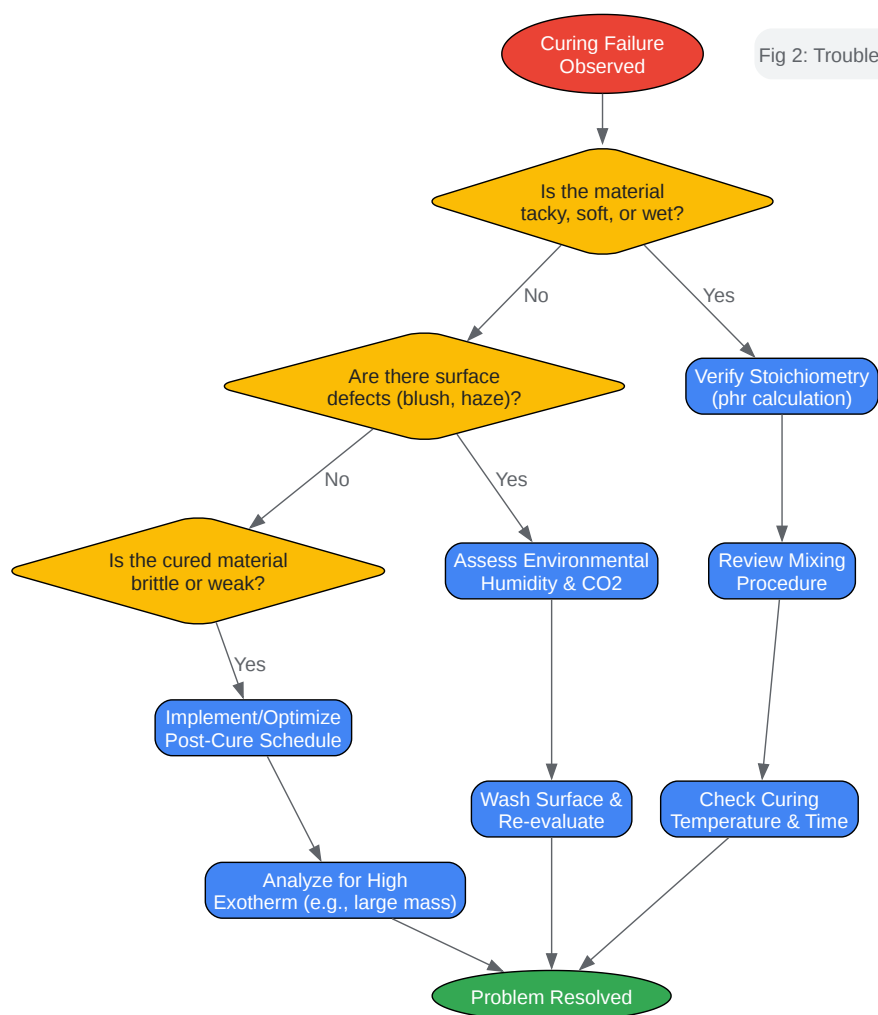 Curing Failure
Observed
Fig 2: Trouble
Is the material
tacky, soft, or wet?
No
Yes
Are there surface
defects (blush, haze)?
Verify Stoichiometry
(phr calculation)
No
Yes
Is the cured material
brittle or weak?
Assess Environmental
Humidity & CO2
Review Mixing
Procedure
Yes
Implement/Optimize
Post-Cure Schedule
Wash Surface &
Re-evaluate
Check Curing
Temperature & Time
Analyze for High
Exotherm (e.g., large mass)
Problem Resolved